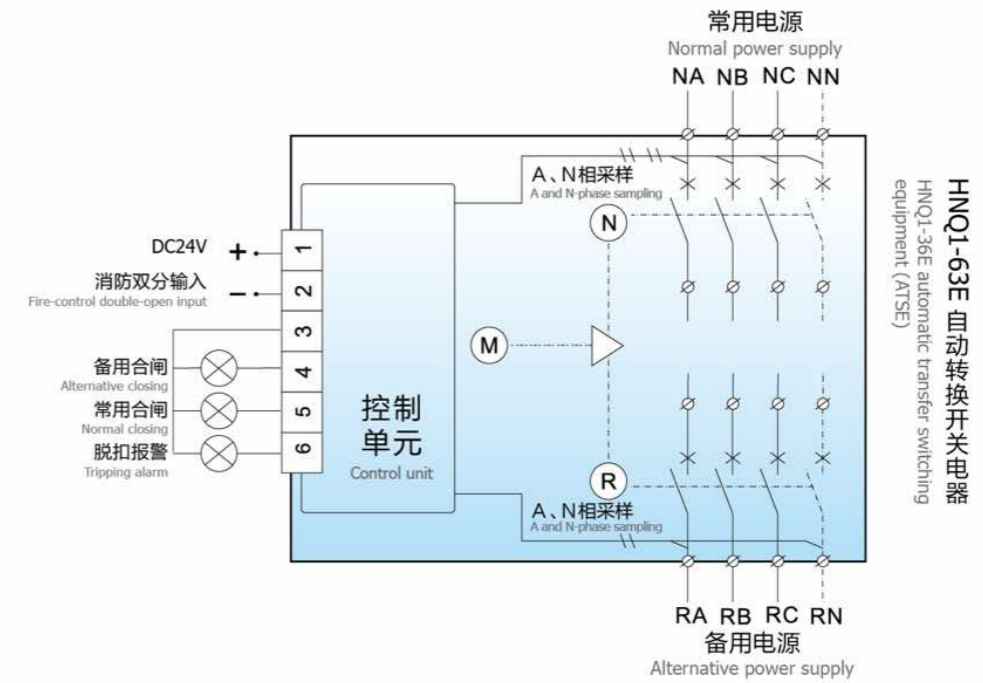 常用电源
Normal power supply
NA NB NC NN
A、N相采样
A and N-phase sampling
N
DC24V + 1
消防双分输入
Fire-control double-open input
− 2
3
备用合闸
Alternative closing
4
常用合闸
Normal closing
5
脱扣报警
Tripping alarm
6
控制
单元
Control unit
M
R
A、N相采样
A and N-phase sampling
RA RB RC RN
备用电源
Alternative power supply
HNQ1-63E 自动转换开关电器
HNQ1-36E automatic transfer switching
equipment (ATSE)